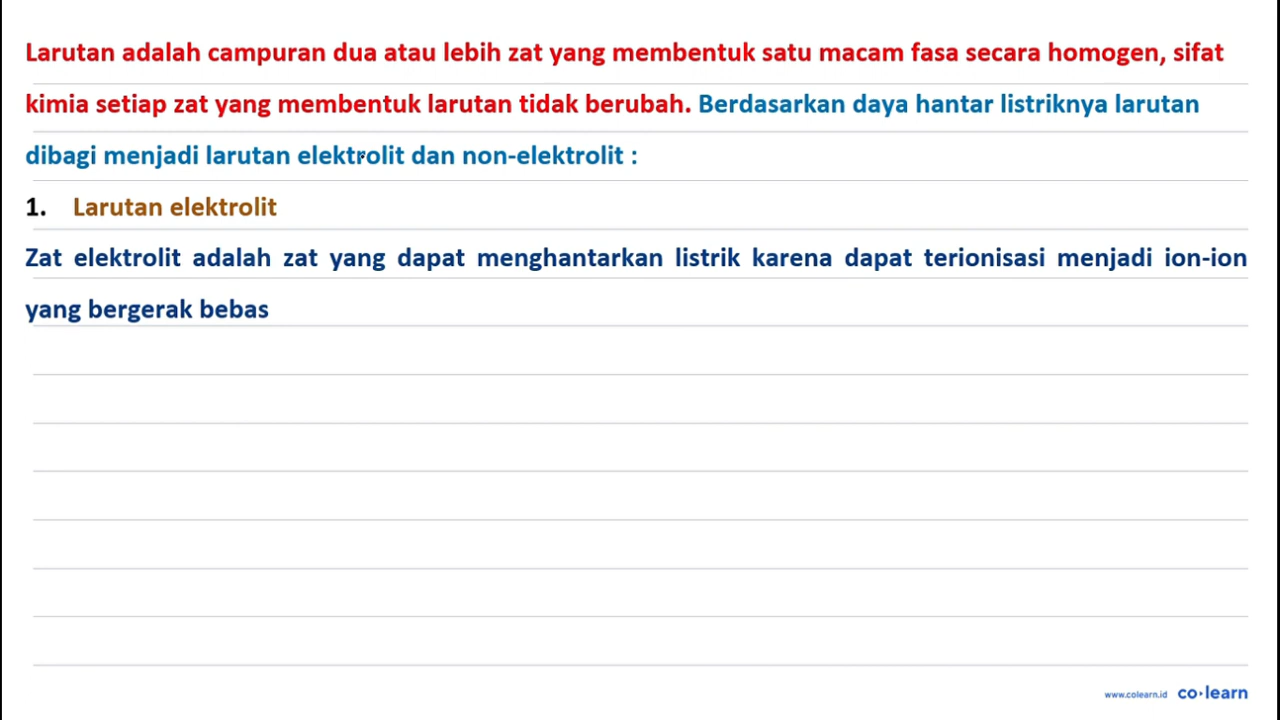 Larutan adalah campuran dua atau lebih zat yang membentuk satu macam fasa secara homogen, sifat
kimia setiap zat yang membentuk larutan tidak berubah. Berdasarkan daya hantar listriknya larutan
dibagi menjadi larutan elektrolit dan non-elektrolit :
1. Larutan elektrolit
Zat elektrolit adalah zat yang dapat menghantarkan listrik karena dapat terionisasi menjadi ion-ion
yang bergerak bebas
www.colearn.id co·learn